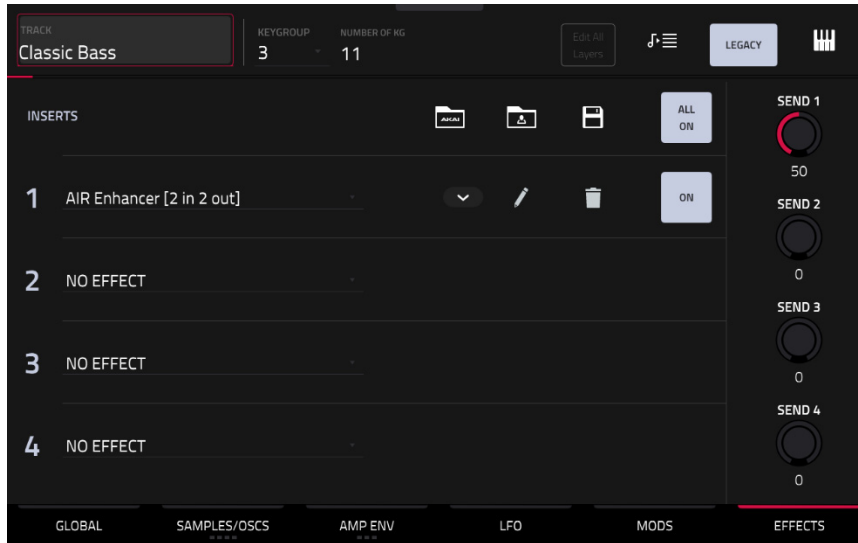 TRACK
Classic Bass
KEYGROUP
3
NUMBER OF KG
11
Edit All
Layers
LEGACY
INSERTS
AKAI
ALL
ON
SEND 1
50
1
AIR Enhancer [2 in 2 out]
ON
SEND 2
0
2
NO EFFECT
SEND 3
0
3
NO EFFECT
SEND 4
0
4
NO EFFECT
GLOBAL
SAMPLES/OSCS
AMP ENV
LFO
MODS
EFFECTS